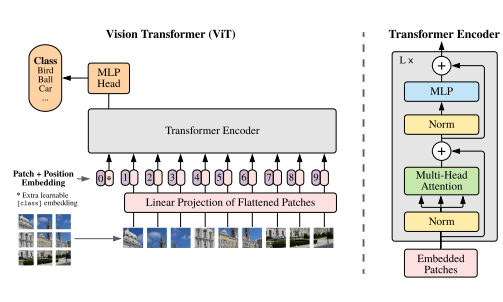 Vision Transformer (ViT)
Class
Bird
Ball
Car
...
MLP
Head
Transformer Encoder
Patch + Position
Embedding
* Extra learnable
[class] embedding
0 * 1 2 3 4 5 6 7 8 9
Linear Projection of Flattened Patches
Transformer Encoder
L ×
+
MLP
Norm
+
Multi-Head
Attention
Norm
Embedded
Patches